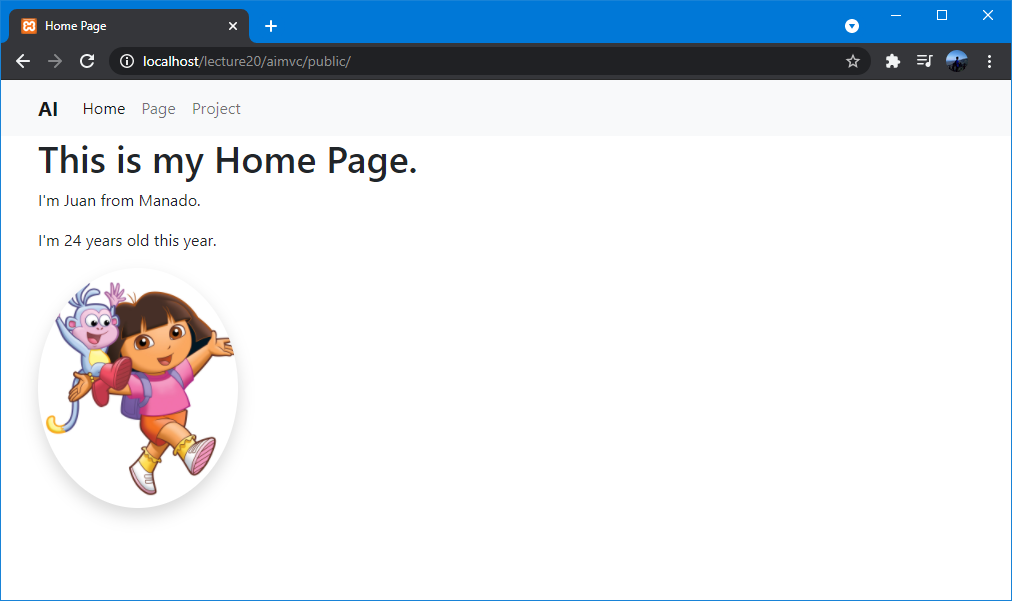 Home Page
localhost/lecture20/aimvc/public/
AI Home Page Project
This is my Home Page.
I'm Juan from Manado.
I'm 24 years old this year.